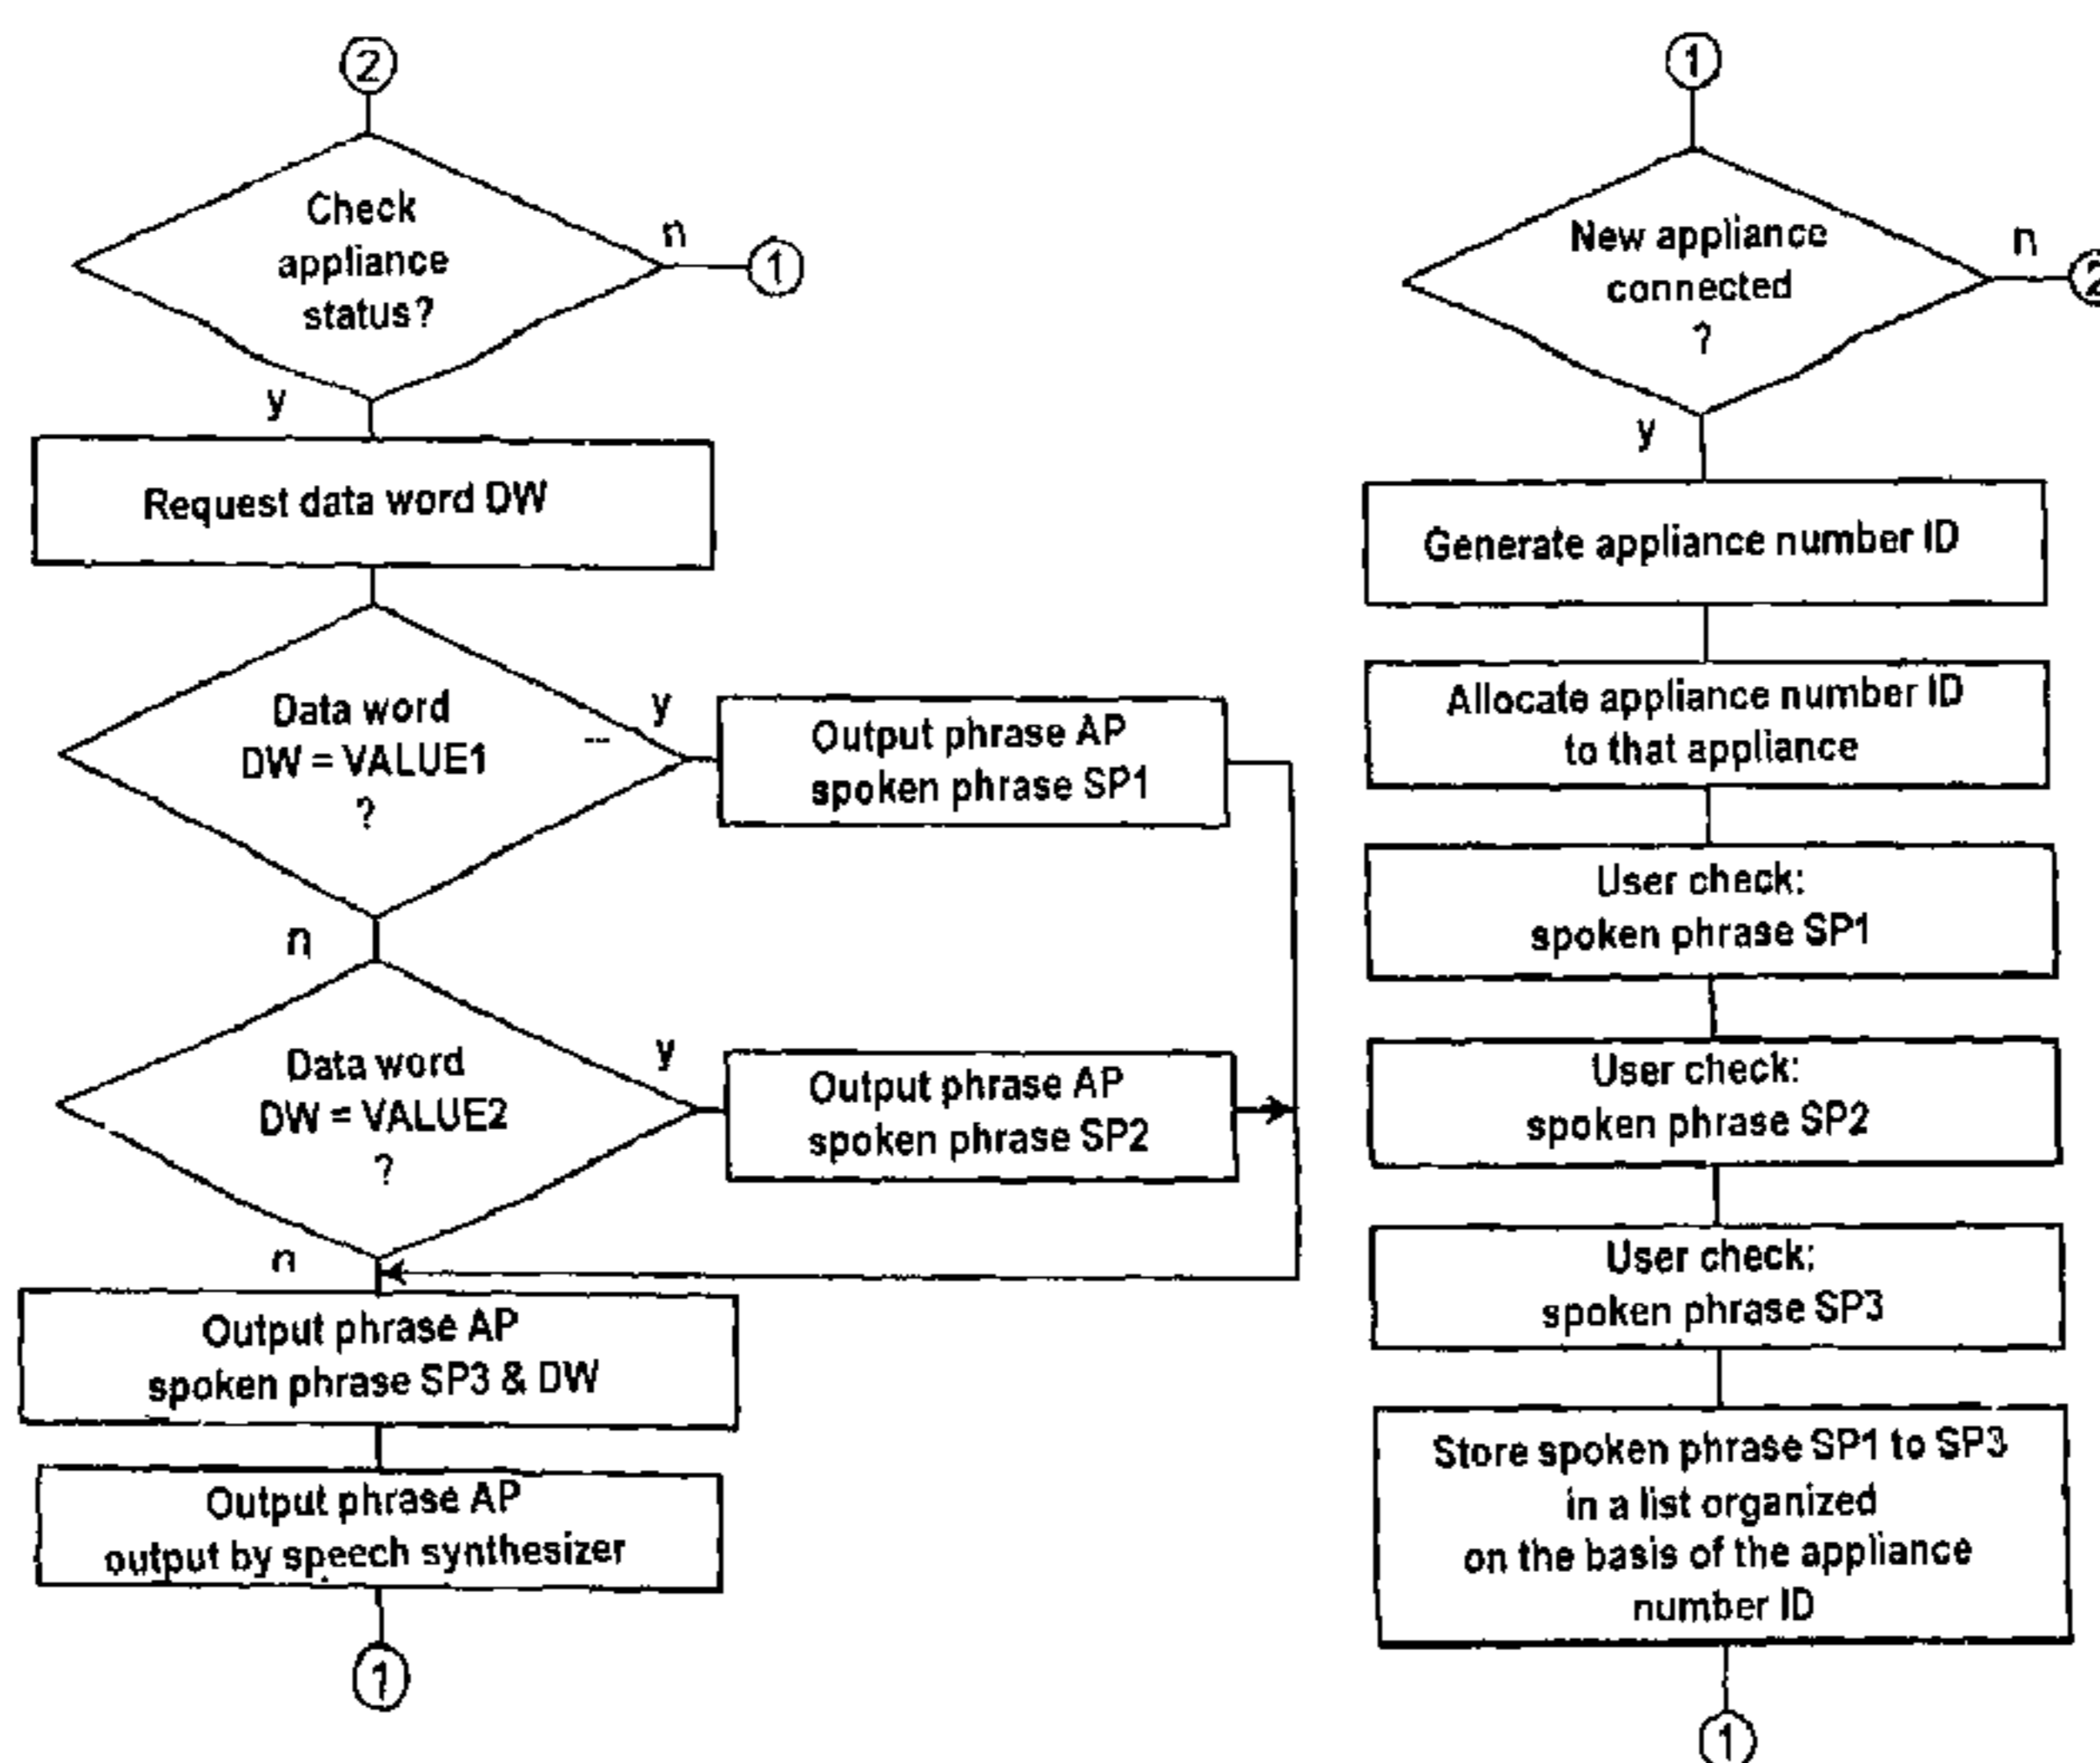 2
Check
appliance
status?
n
1
y
Request data word DW
Data word
DW = VALUE1
?
y
Output phrase AP
spoken phrase SP1
n
Data word
DW = VALUE2
?
y
Output phrase AP
spoken phrase SP2
n
Output phrase AP
spoken phrase SP3 & DW
Output phrase AP
output by speech synthesizer
1
1
New appliance
connected
?
n
2
y
Generate appliance number ID
Allocate appliance number ID
to that appliance
User check:
spoken phrase SP1
User check:
spoken phrase SP2
User check:
spoken phrase SP3
Store spoken phrase SP1 to SP3
in a list organized
on the basis of the appliance
number ID
1